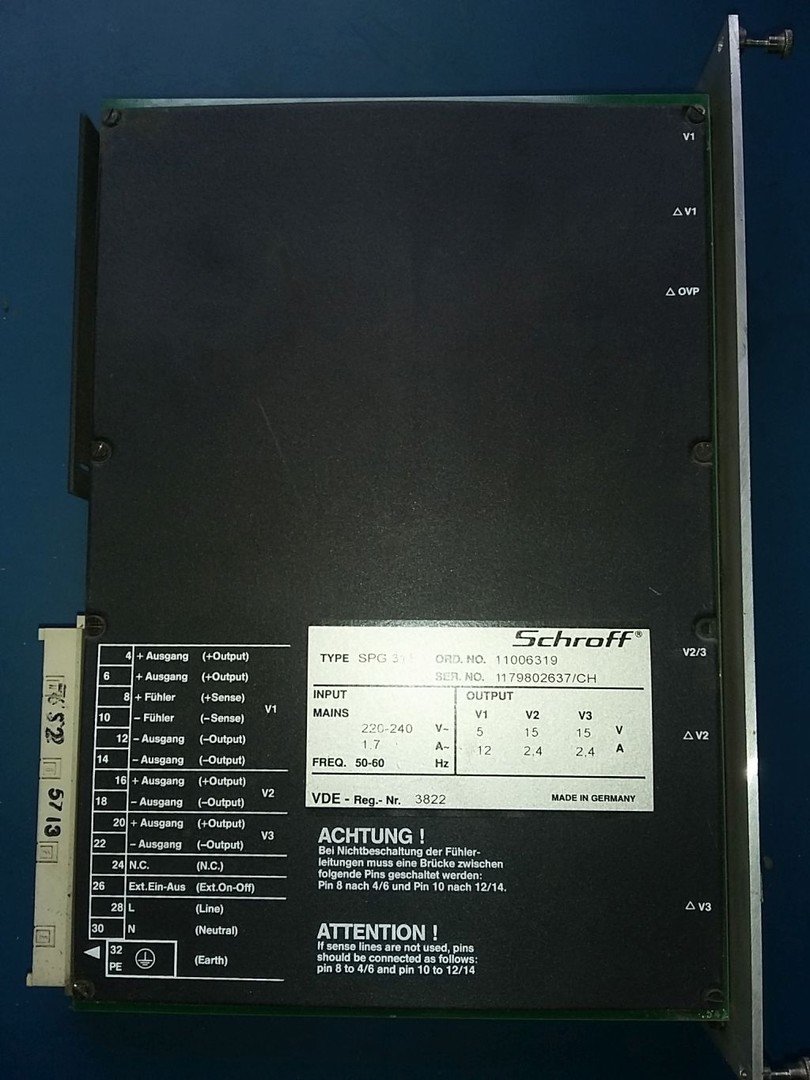 V1
△ V1
△ OVP
V2/3
△ V2
△ V3
4 + Ausgang (+Output)
6 + Ausgang (+Output)
8 + Fühler (+Sense)
V1
10 – Fühler (–Sense)
12 – Ausgang (–Output)
14 – Ausgang (–Output)
16 + Ausgang (+Output)
V2
18 – Ausgang (–Output)
20 + Ausgang (+Output)
V3
22 – Ausgang (–Output)
24 N.C. (N.C.)
26 Ext.Ein-Aus (Ext.On-Off)
28 L (Line)
30 N (Neutral)
32
PE (Earth)
Schroff®
TYPE SPG ORD. NO. 11006319
SER. NO. 1179802637/CH
INPUT OUTPUT
MAINS V1 V2 V3
220-240 V~ 5 15 15 V
1,7 A~ 12 2,4 2,4 A
FREQ. 50-60 Hz
VDE - Reg.- Nr. 3822 MADE IN GERMANY
ACHTUNG !
Bei Nichtbeschaltung der Fühler-
leitungen muss eine Brücke zwischen
folgende Pins geschaltet werden:
Pin 8 nach 4/6 und Pin 10 nach 12/14.
ATTENTION !
If sense lines are not used, pins
should be connected as follows:
pin 8 to 4/6 and pin 10 to 12/14
57 13